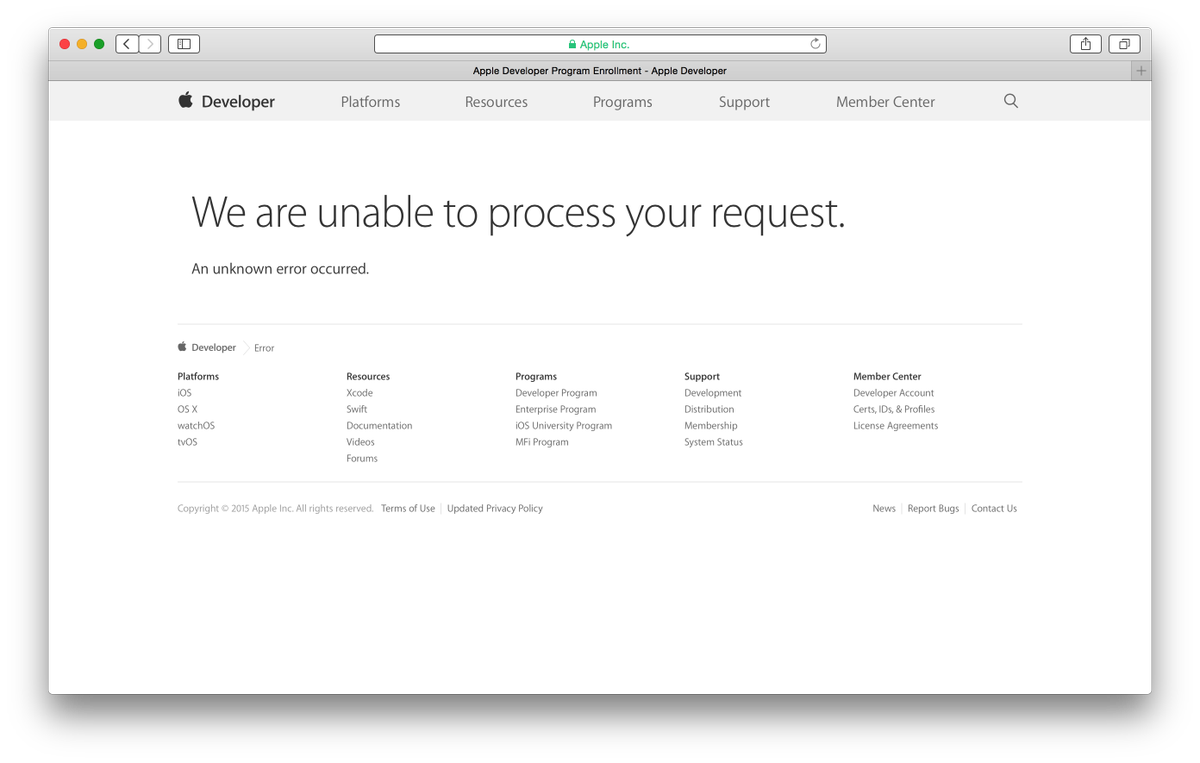 Apple Inc.
Apple Developer Program Enrollment - Apple Developer
Developer Platforms Resources Programs Support Member Center
We are unable to process your request.
An unknown error occurred.
Developer Error
Platforms Resources Programs Support Member Center
iOS Xcode Developer Program Development Developer Account
OS X Swift Enterprise Program Distribution Certs, IDs, & Profiles
watchOS Documentation iOS University Program Membership License Agreements
tvOS Videos MFi Program System Status
Forums
Copyright © 2015 Apple Inc. All rights reserved. Terms of Use Updated Privacy Policy News Report Bugs Contact Us